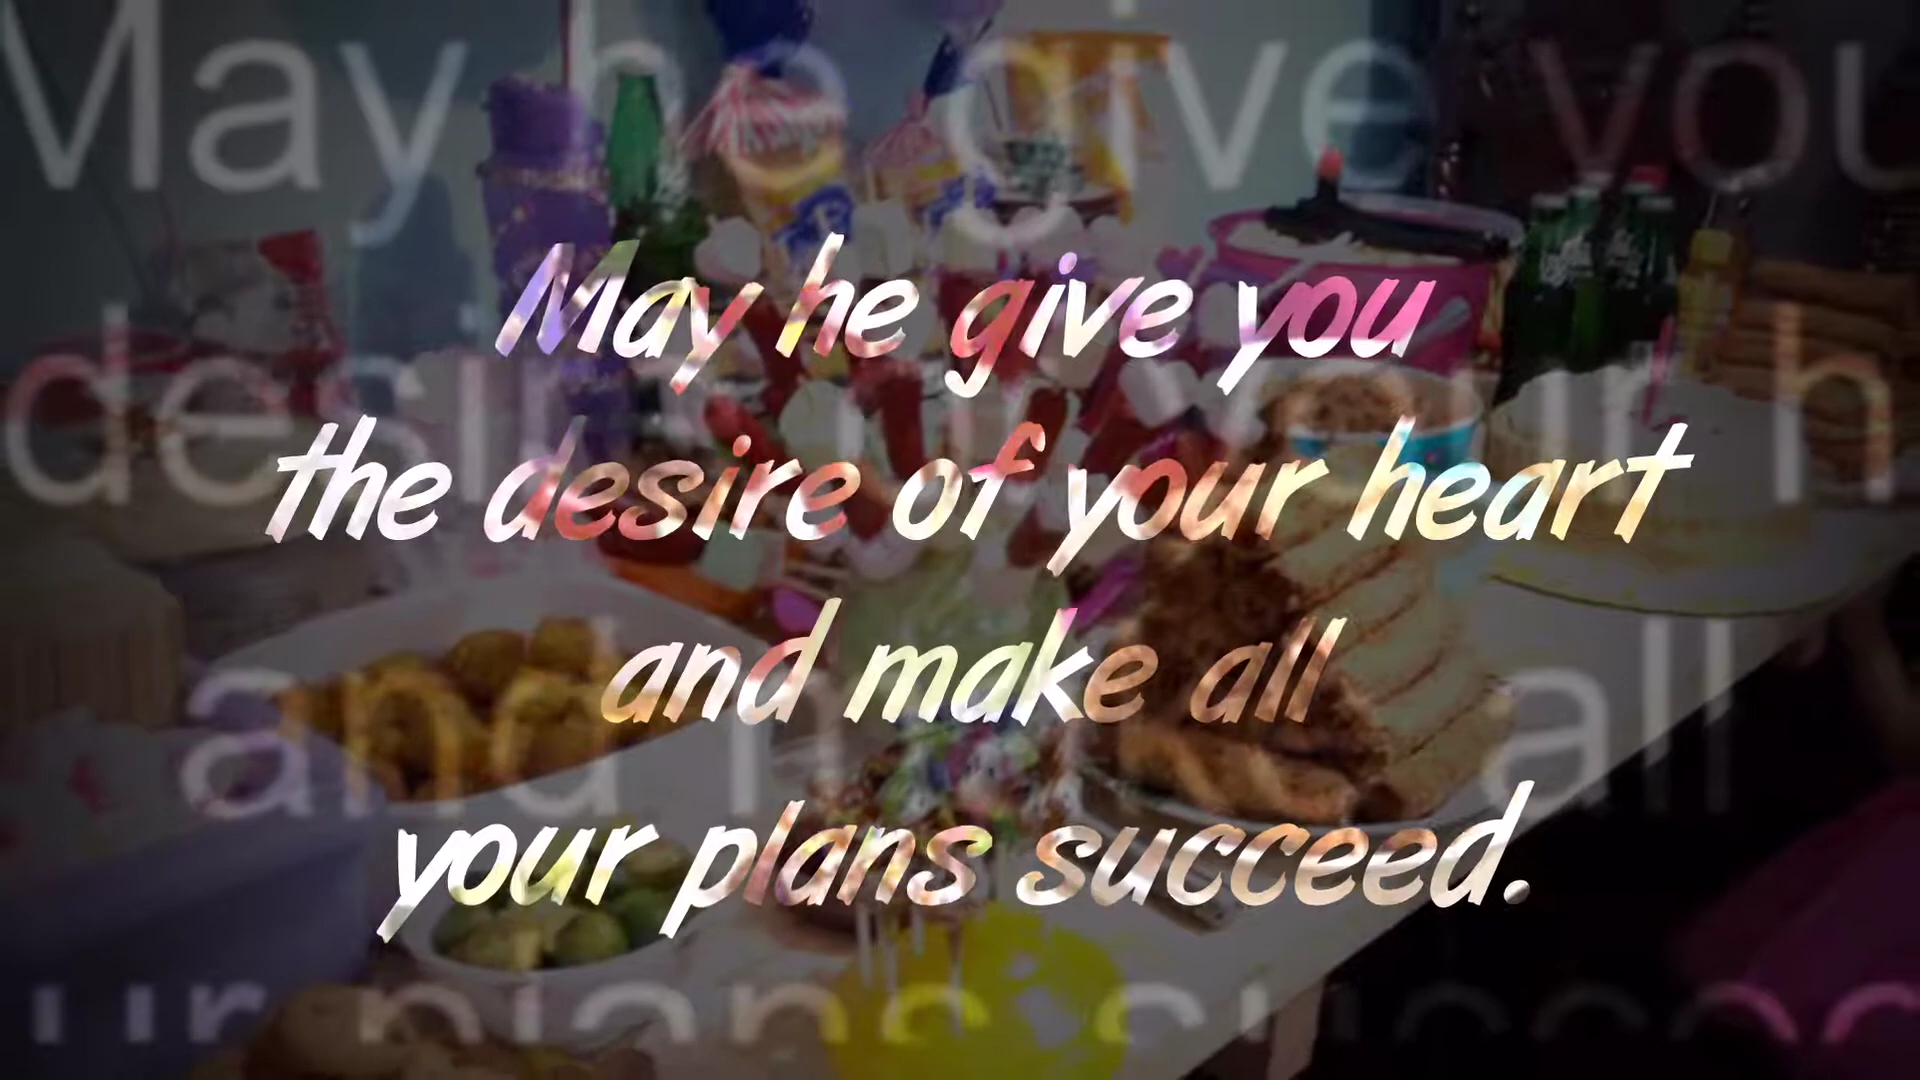 May he give you
the desire of your heart
and make all
your plans succeed.